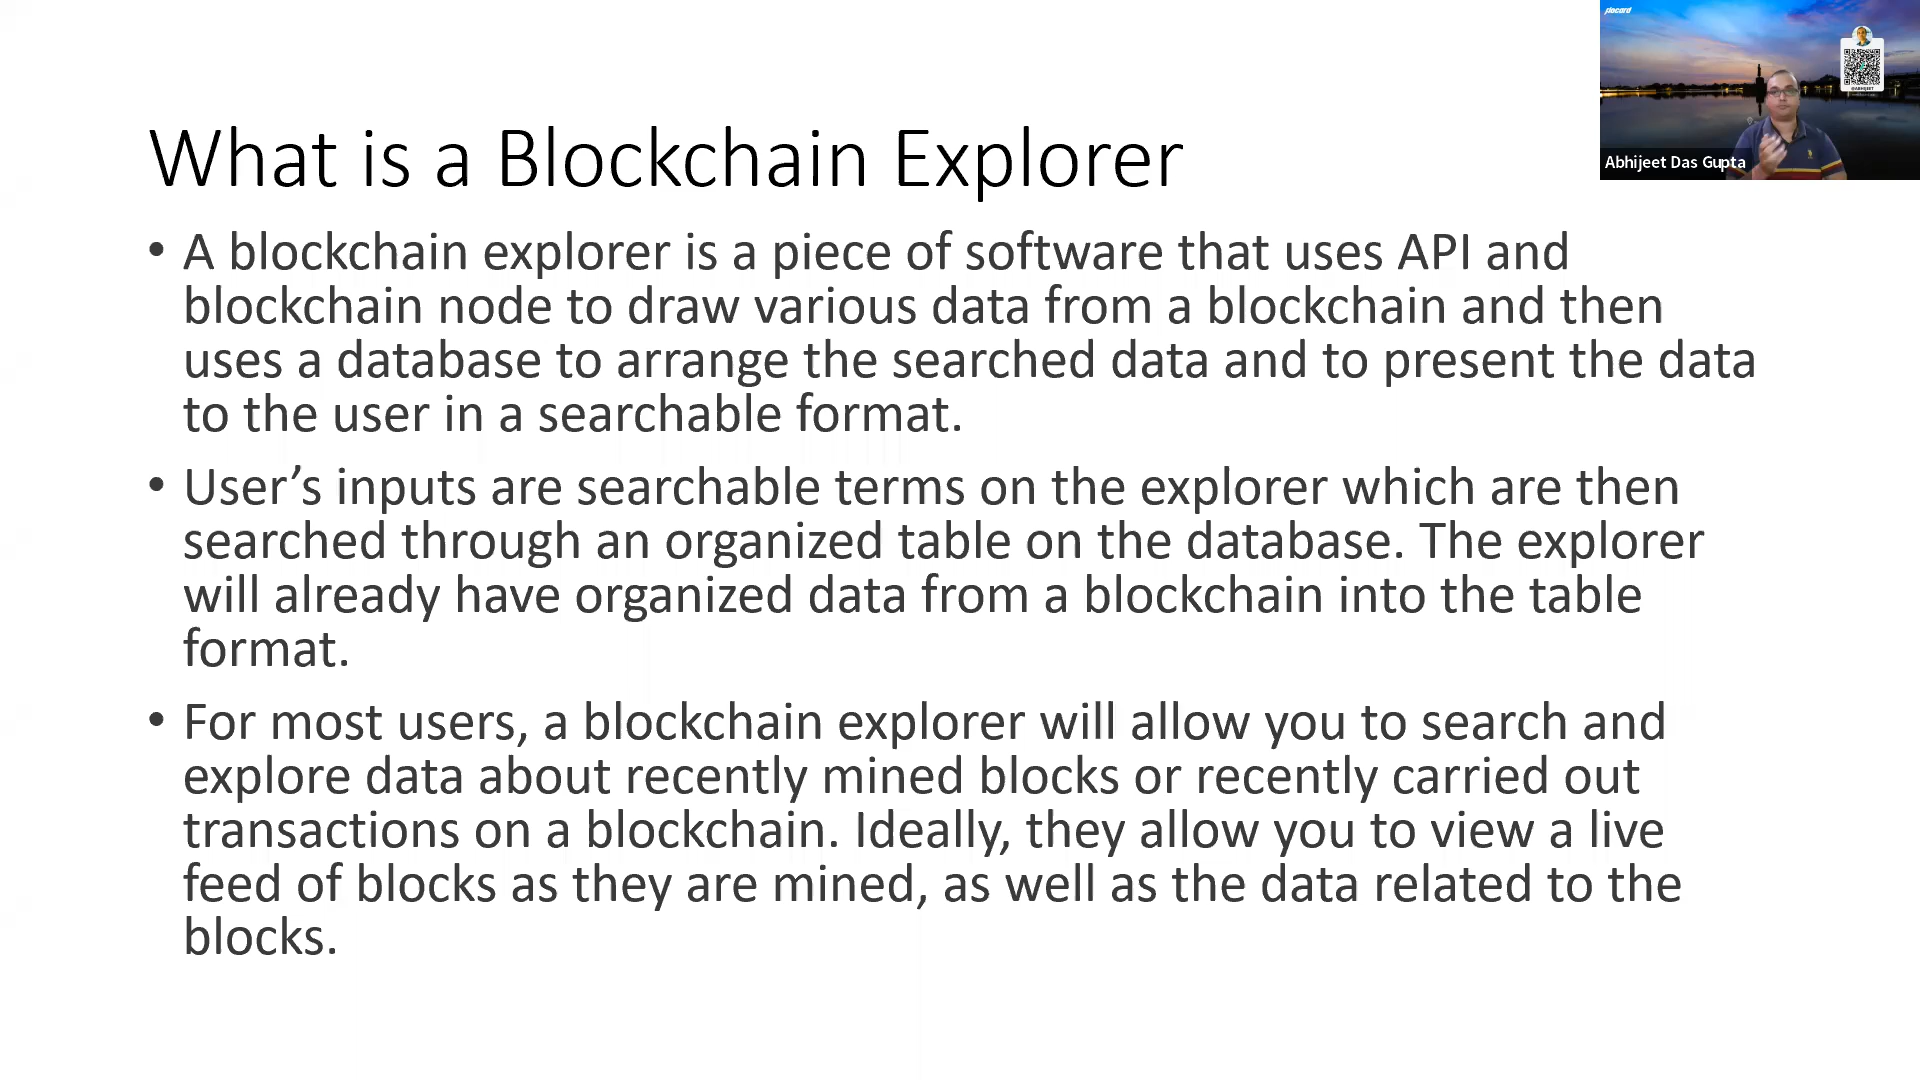 What is a Blockchain Explorer
• A blockchain explorer is a piece of software that uses API and
blockchain node to draw various data from a blockchain and then
uses a database to arrange the searched data and to present the data
to the user in a searchable format.
• User’s inputs are searchable terms on the explorer which are then
searched through an organized table on the database. The explorer
will already have organized data from a blockchain into the table
format.
• For most users, a blockchain explorer will allow you to search and
explore data about recently mined blocks or recently carried out
transactions on a blockchain. Ideally, they allow you to view a live
feed of blocks as they are mined, as well as the data related to the
blocks.
@ABHIJEET
Abhijeet Das Gupta